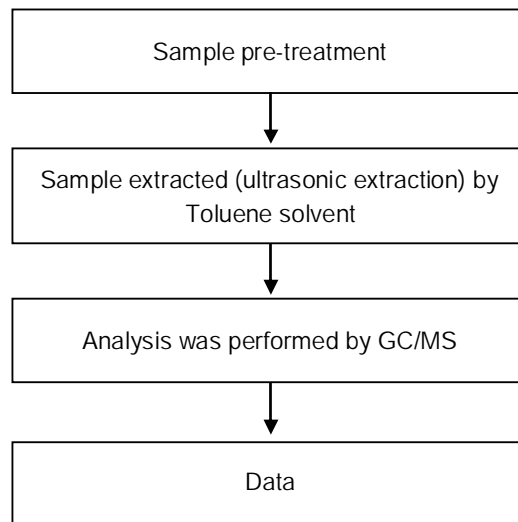 Sample pre-treatment
Sample extracted (ultrasonic extraction) by
Toluene solvent
Analysis was performed by GC/MS
Data